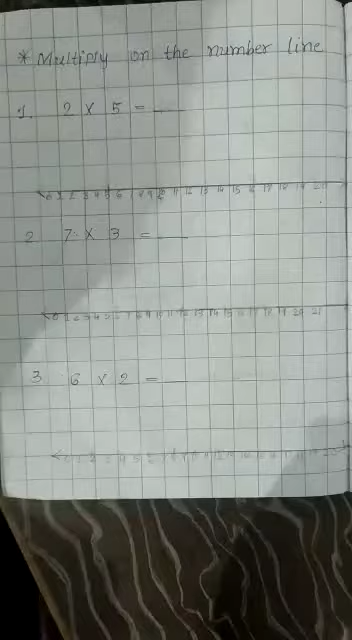 * Multiply on the number line
1. 2 x 5 = __
0 1 2 3 4 5 6 7 8 9 10 11 12 13 14 15 16 17 18 19 20
2 7 x 3 = __
0 1 2 3 4 5 6 7 8 9 10 11 12 13 14 15 16 17 18 19 20 21
3 6 x 2 = __